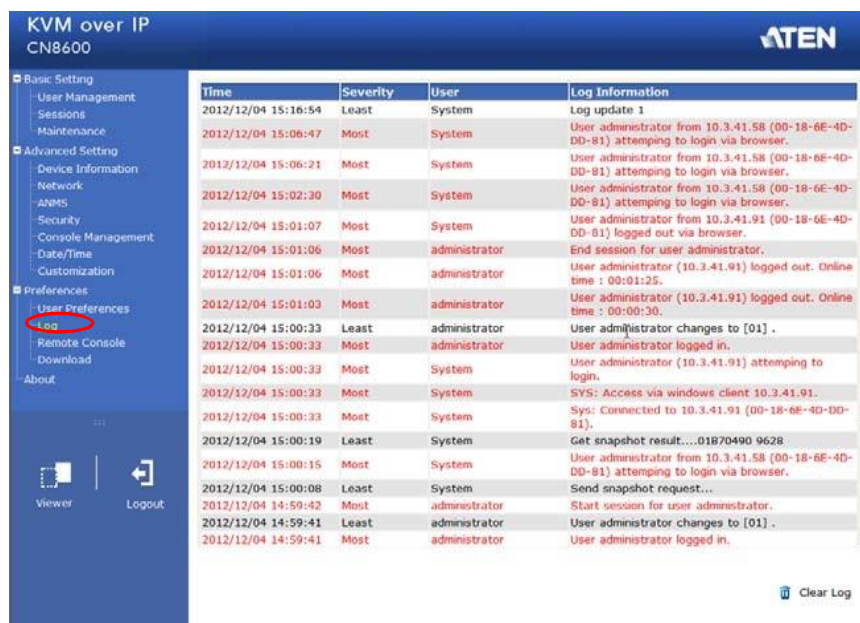 KVM over IP
CN8600
ATEN
Basic Setting
User Management
Sessions
Maintenance
Advanced Setting
Device Information
Network
ANMS
Security
Console Management
Date/Time
Customization
Preferences
User Preferences
Log
Remote Console
Download
About
Viewer
Logout
Time Severity User Log Information
2012/12/04 15:16:54 Least System Log update 1
2012/12/04 15:06:47 Most System User administrator from 10.3.41.58 (00-18-6E-4D-
DD-81) attemping to login via browser.
2012/12/04 15:06:21 Most System User administrator from 10.3.41.58 (00-18-6E-4D-
DD-81) attemping to login via browser.
2012/12/04 15:02:30 Most System User administrator from 10.3.41.58 (00-18-6E-4D-
DD-81) attemping to login via browser.
2012/12/04 15:01:07 Most System User administrator from 10.3.41.91 (00-18-6E-4D-
DD-81) logged out via browser.
2012/12/04 15:01:06 Most administrator End session for user administrator.
2012/12/04 15:01:06 Most administrator User administrator (10.3.41.91) logged out. Online
time : 00:01:25.
2012/12/04 15:01:03 Most administrator User administrator (10.3.41.91) logged out. Online
time : 00:00:30.
2012/12/04 15:00:33 Least administrator User administrator changes to [01] .
2012/12/04 15:00:33 Most administrator User administrator logged in.
2012/12/04 15:00:33 Most System User administrator (10.3.41.91) attemping to
login.
2012/12/04 15:00:33 Most System SYS: Access via windows client 10.3.41.91.
2012/12/04 15:00:33 Most System Sys: Connected to 10.3.41.91 (00-18-6E-4D-DD-
81).
2012/12/04 15:00:19 Least System Get snapshot result....01870490 9628
2012/12/04 15:00:15 Most System User administrator from 10.3.41.58 (00-18-6E-4D-
DD-81) attemping to login via browser.
2012/12/04 15:00:08 Least System Send snapshot request...
2012/12/04 14:59:42 Most administrator Start session for user administrator.
2012/12/04 14:59:41 Least administrator User administrator changes to [01] .
2012/12/04 14:59:41 Most administrator User administrator logged in.
Clear Log